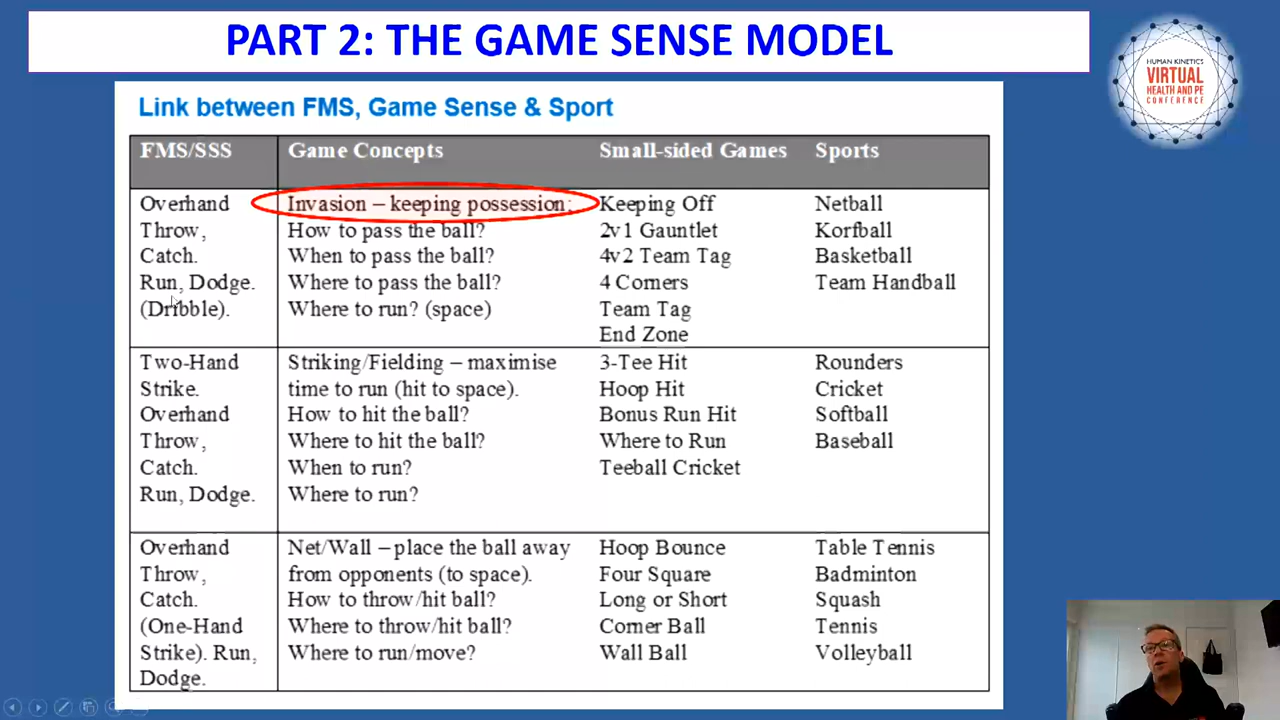 PART 2: THE GAME SENSE MODEL
HUMAN KINETICS
VIRTUAL
HEALTH AND PE
CONFERENCE
Link between FMS, Game Sense & Sport
FMS/SSS Game Concepts Small-sided Games Sports
Overhand Invasion – keeping possession; Keeping Off Netball
Throw, How to pass the ball? 2v1 Gauntlet Korfball
Catch. When to pass the ball? 4v2 Team Tag Basketball
Run, Dodge. Where to pass the ball? 4 Corners Team Handball
(Dribble). Where to run? (space) Team Tag
End Zone
Two-Hand Striking/Fielding – maximise 3-Tee Hit Rounders
Strike. time to run (hit to space). Hoop Hit Cricket
Overhand How to hit the ball? Bonus Run Hit Softball
Throw, Where to hit the ball? Where to Run Baseball
Catch. When to run? Teeball Cricket
Run, Dodge. Where to run?
Overhand Net/Wall – place the ball away Hoop Bounce Table Tennis
Throw, from opponents (to space). Four Square Badminton
Catch. How to throw/hit ball? Long or Short Squash
(One-Hand Where to throw/hit ball? Corner Ball Tennis
Strike). Run, Where to run/move? Wall Ball Volleyball
Dodge.